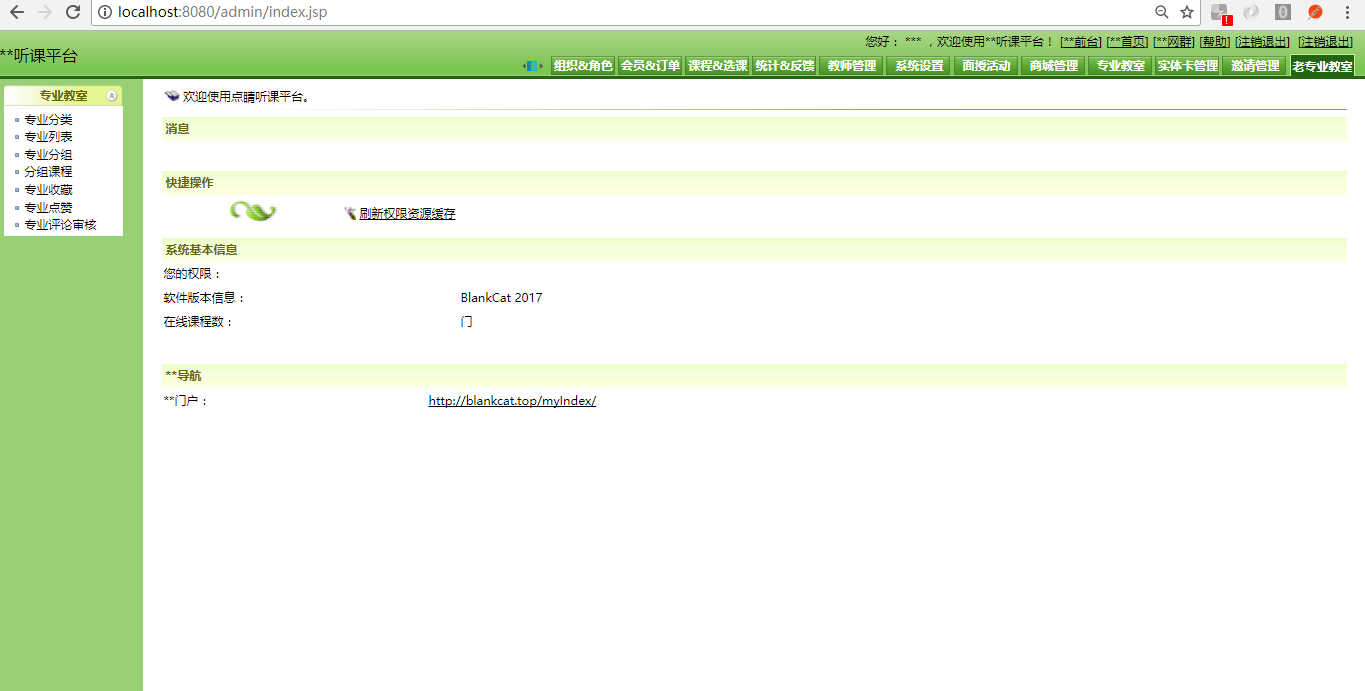 localhost:8080/admin/index.jsp
您好： *** ，欢迎使用**听课平台！ [**前台] [**首页] [**网群] [帮助] [注销退出] [注销退出]
**听课平台
组织&角色 会员&订单 课程&选课 统计&反馈 教师管理 系统设置 面授活动 商城管理 专业教室 实体卡管理 邀请管理 老专业教室
专业教室
专业分类
专业列表
专业分组
分组课程
专业收藏
专业点赞
专业评论审核
欢迎使用点睛听课平台。
消息
快捷操作
刷新权限资源缓存
系统基本信息
您的权限：
软件版本信息： BlankCat 2017
在线课程数： 门
**导航
**门户： http://blankcat.top/myIndex/